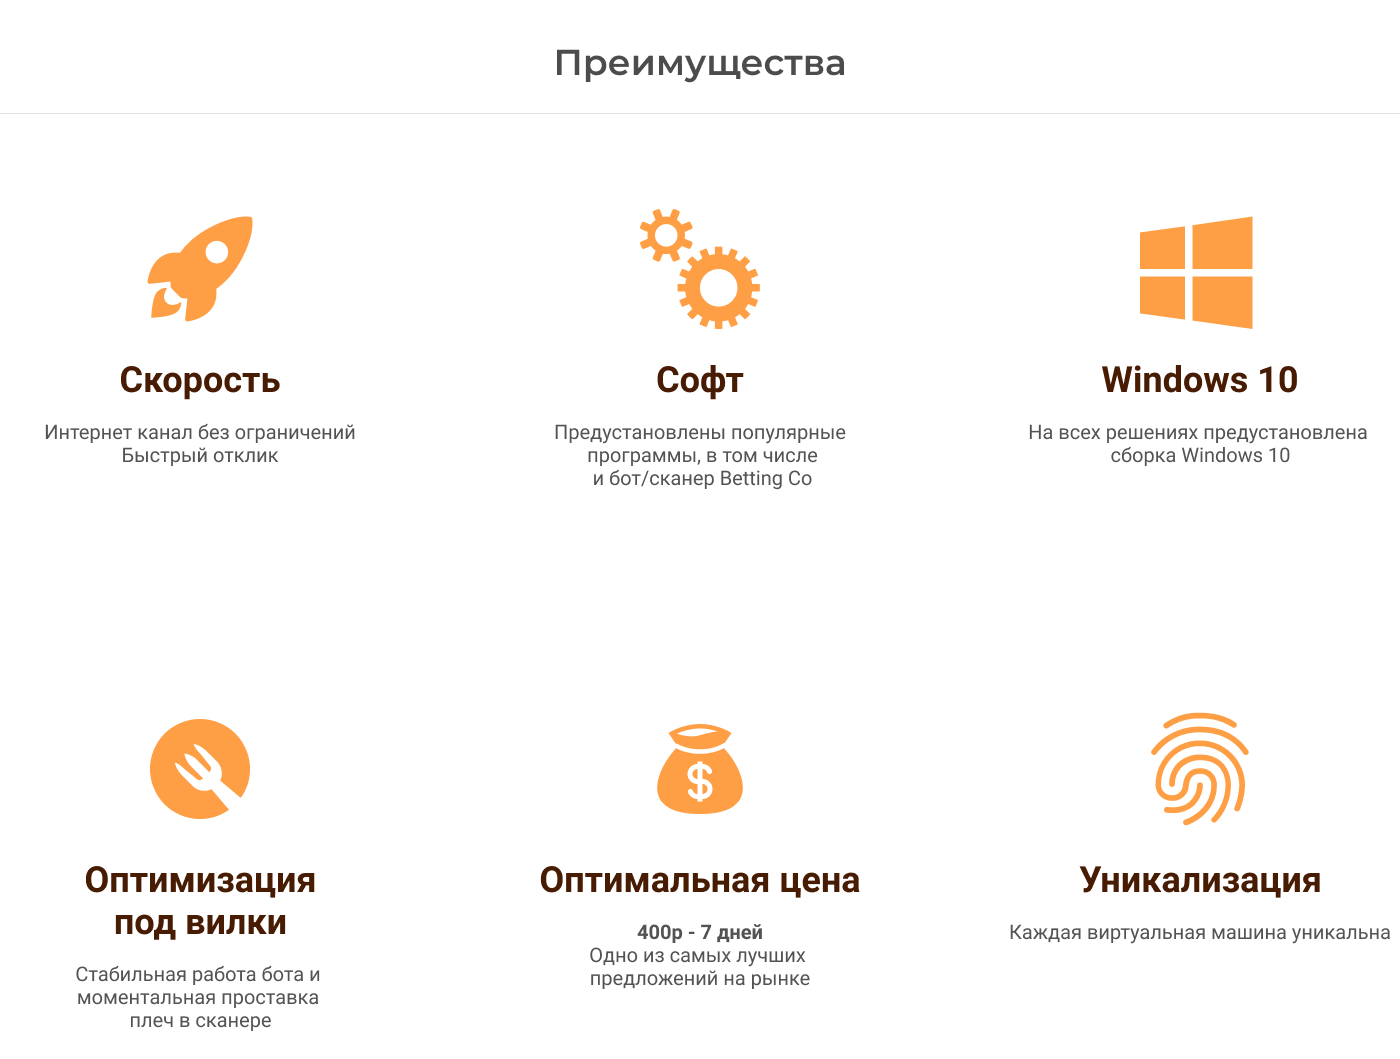 Преимущества
Скорость
Интернет канал без ограничений
Быстрый отклик
Софт
Предустановлены популярные
программы, в том числе
и бот/сканер Betting Co
Windows 10
На всех решениях предустановлена
сборка Windows 10
Оптимизация
под вилки
Стабильная работа бота и
моментальная проставка
плеч в сканере
$
Оптимальная цена
400р - 7 дней
Одно из самых лучших
предложений на рынке
Уникализация
Каждая виртуальная машина уникальна